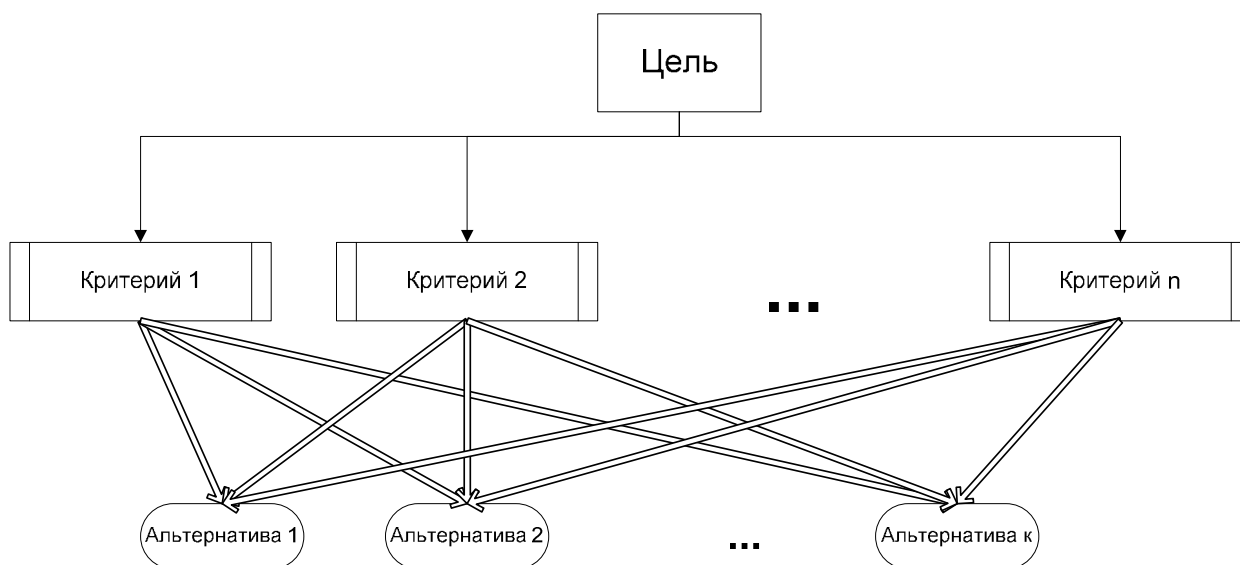 Цель
Критерий 1
Критерий 2
...
Критерий n
Альтернатива 1
Альтернатива 2
...
Альтернатива к